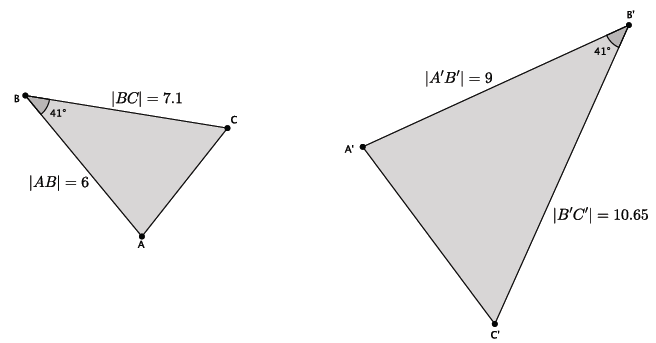 B
41°
|BC| = 7.1
C
|AB| = 6
A
B'
41°
|A'B'| = 9
A'
|B'C'| = 10.65
C'